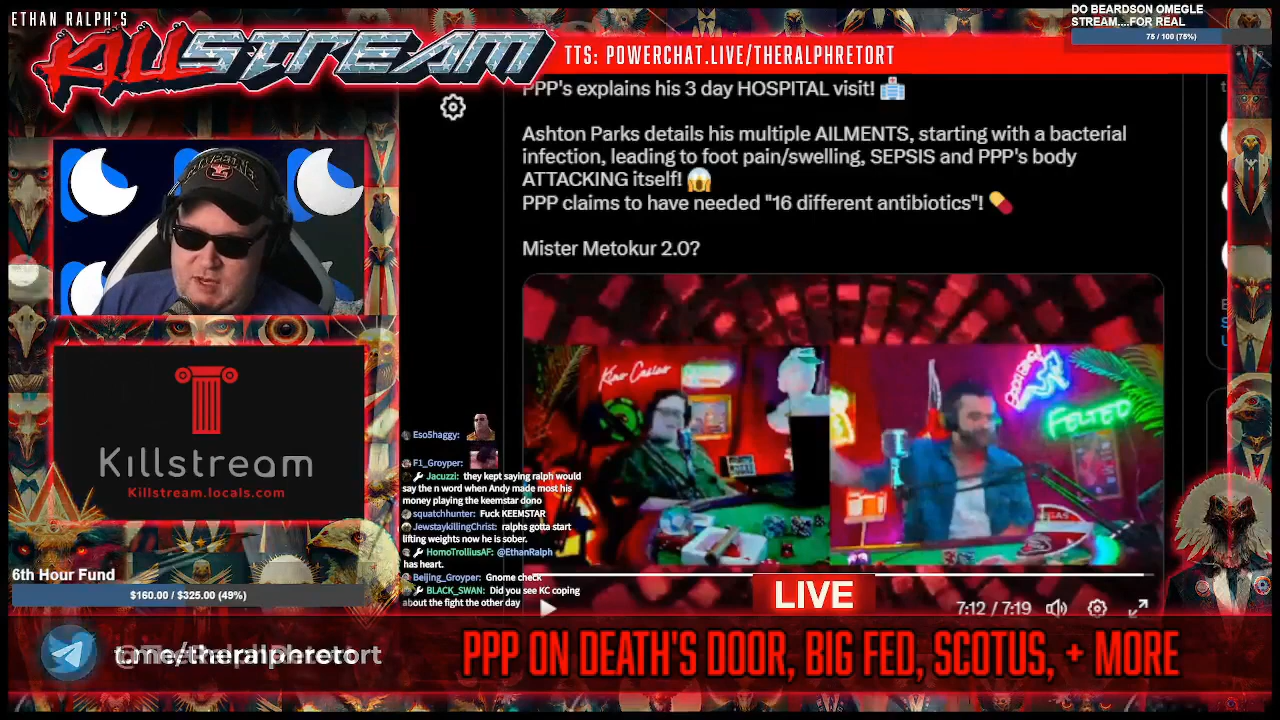 ETHAN RALPH'S
KILLSTREAM
TTS: POWERCHAT.LIVE/THERALPHRETORT
DO BEARDSON OMEGLE
STREAM....FOR REAL
75 / 100 (75%)
PPP's explains his 3 day HOSPITAL visit! 🏥
Ashton Parks details his multiple AILMENTS, starting with a bacterial
infection, leading to foot pain/swelling, SEPSIS and PPP's body
ATTACKING itself! 😱
PPP claims to have needed "16 different antibiotics"! 💊
Mister Metokur 2.0?
Killstream
Killstream.locals.com
EsoShaggy:
F1_Groyper:
Jacuzzi: they kept saying ralph would
say the n word when Andy made most his
money playing the keemstar dono
squatchhunter: Fuck KEEMSTAR
JewstaykillingChrist: ralphs gotta start
lifting weights now he is sober.
HomoTrolliusAF: @EthanRalph
has heart.
Beijing_Groyper: Gnome check
BLACK_SWAN: Did you see KC coping
about the fight the other day
Kino Casino
FELTED
6th Hour Fund
$160.00 / $325.00 (49%)
LIVE
7:12 / 7:19
t.me/theralphretort
PPP ON DEATH'S DOOR, BIG FED, SCOTUS, + MORE